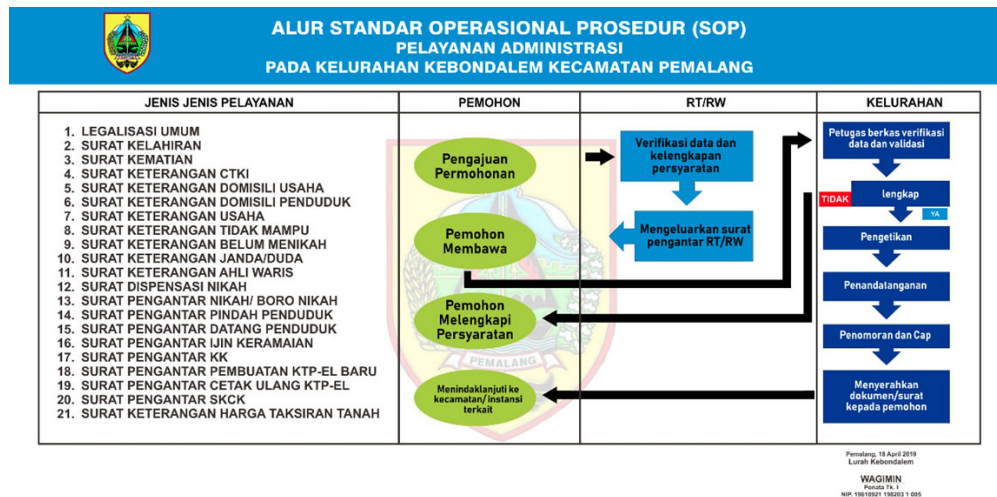 ALUR STANDAR OPERASIONAL PROSEDUR (SOP)
PELAYANAN ADMINISTRASI
PADA KELURAHAN KEBONDALEM KECAMATAN PEMALANG
JENIS JENIS PELAYANAN
PEMOHON
RT/RW
KELURAHAN
1. LEGALISASI UMUM
2. SURAT KELAHIRAN
3. SURAT KEMATIAN
4. SURAT KETERANGAN CTKI
5. SURAT KETERANGAN DOMISILI USAHA
6. SURAT KETERANGAN DOMISILI PENDUDUK
7. SURAT KETERANGAN USAHA
8. SURAT KETERANGAN TIDAK MAMPU
9. SURAT KETERANGAN BELUM MENIKAH
10. SURAT KETERANGAN JANDA/DUDA
11. SURAT KETERANGAN AHLI WARIS
12. SURAT DISPENSASI NIKAH
13. SURAT PENGANTAR NIKAH/ BORO NIKAH
14. SURAT PENGANTAR PINDAH PENDUDUK
15. SURAT PENGANTAR DATANG PENDUDUK
16. SURAT PENGANTAR IJIN KERAMAIAN
17. SURAT PENGANTAR KK
18. SURAT PENGANTAR PEMBUATAN KTP-EL BARU
19. SURAT PENGANTAR CETAK ULANG KTP-EL
20. SURAT PENGANTAR SKCK
21. SURAT KETERANGAN HARGA TAKSIRAN TANAH
Pengajuan
Permohonan
Pemohon
Membawa
Pemohon
Melengkapi
Persyaratan
PEMALANG
Menindaklanjuti ke
kecamatan/instansi
terkait
Verifikasi data dan
kelengkapan
persyaratan
Mengeluarkan surat
pengantar RT/RW
Petugas berkas verifikasi
data dan validasi
TIDAK
lengkap
YA
Pengetikan
Penandatanganan
Penomoran dan Cap
Menyerahkan
dokumen/surat
kepada pemohon
Pemalang, 18 April 2019
Lurah Kebondalem
WAGIMIN
Penata Tk. I
NIP. 19610921 198203 1 005